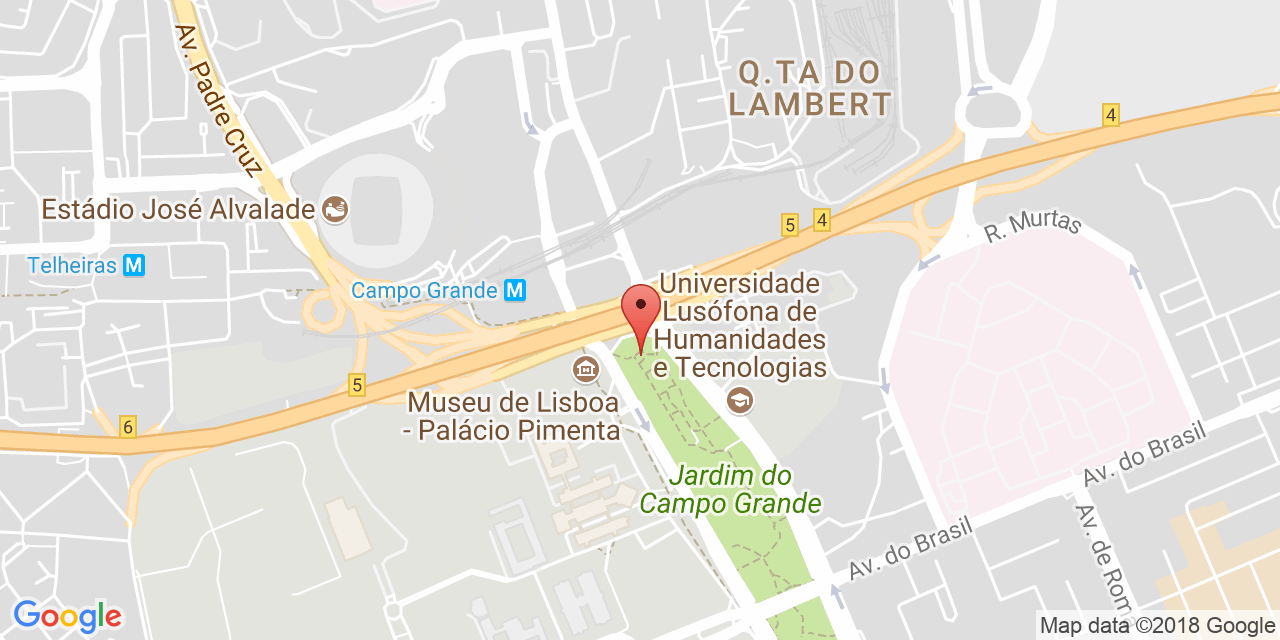 Av. Padre Cruz
Q.TA DO
LAMBERT
4
Estádio José Alvalade
5
4
R. Murtas
Telheiras M
Campo Grande M
Universidade
Lusófona de
Humanidades
e Tecnologias
5
Museu de Lisboa
- Palácio Pimenta
6
Jardim do
Campo Grande
Av. do Brasil
Av. do Brasil
Av. de Rom
Google
Map data ©2018 Google